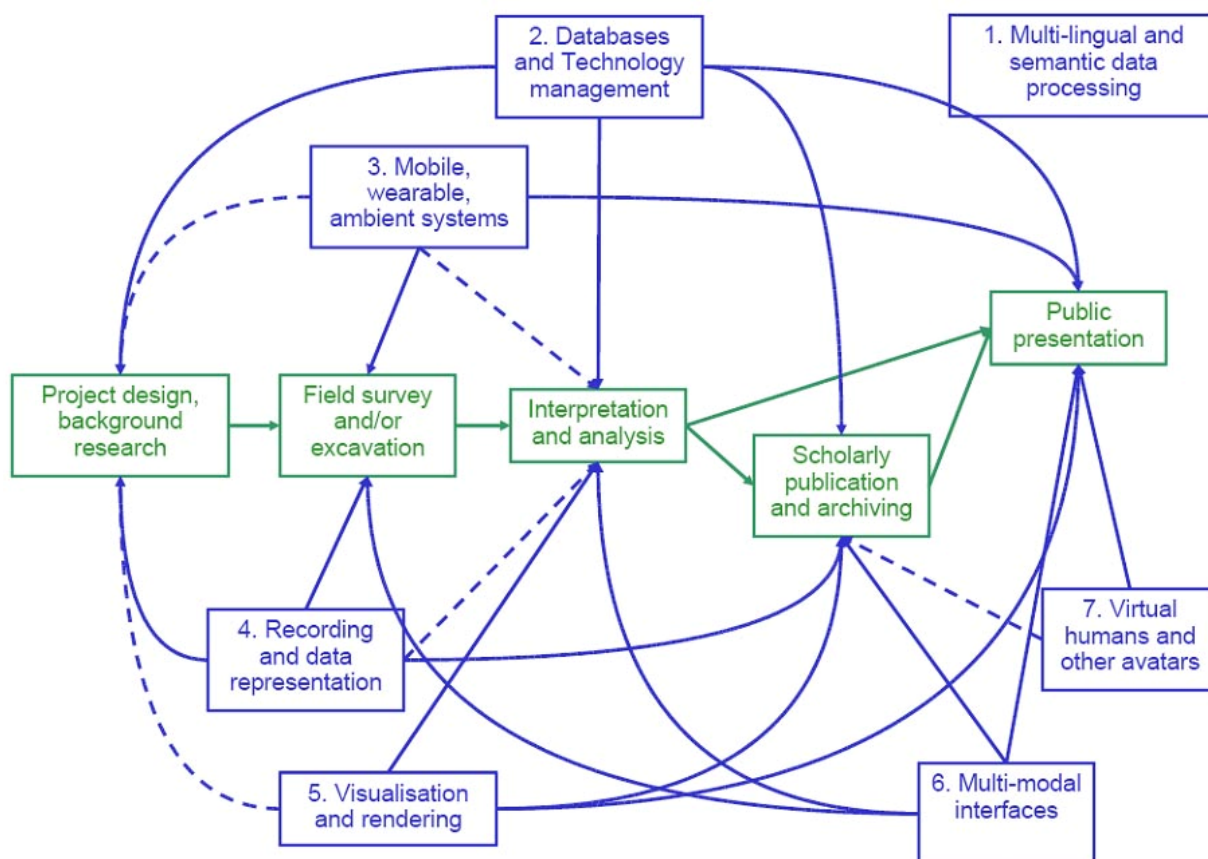 2. Databases
and Technology
management
1. Multi-lingual and
semantic data
processing
3. Mobile,
wearable,
ambient systems
Public
presentation
Project design,
background
research
Field survey
and/or
excavation
Interpretation
and analysis
Scholarly
publication
and archiving
4. Recording
and data
representation
7. Virtual
humans and
other avatars
5. Visualisation
and rendering
6. Multi-modal
interfaces